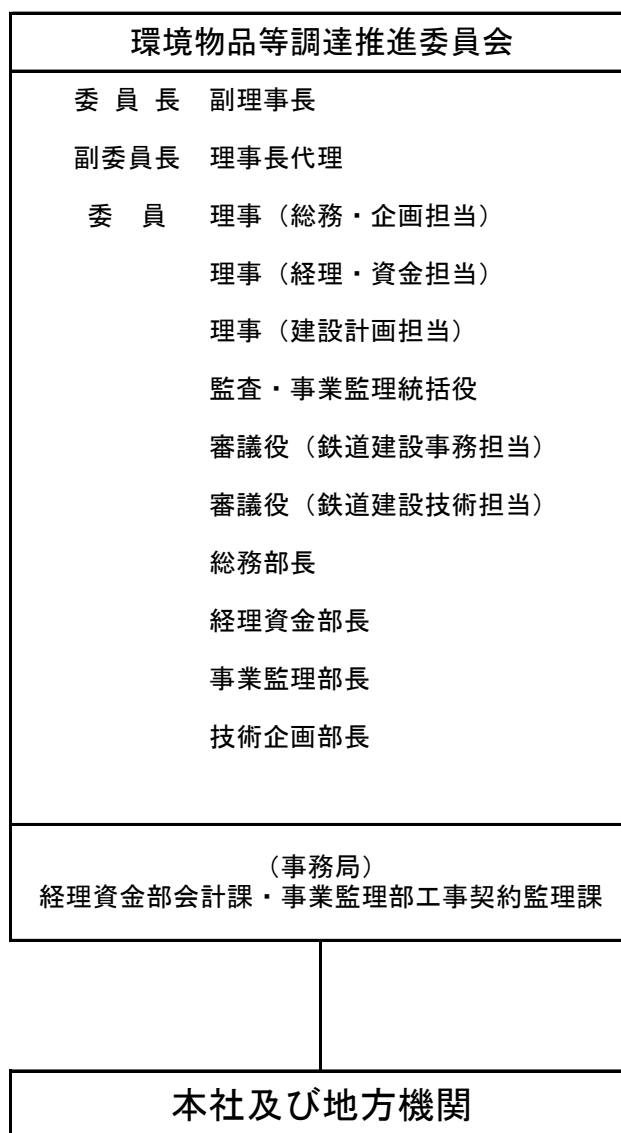 環境物品等調達推進委員会
委 員 長 副理事長
副委員長 理事長代理
委 員 理事（総務・企画担当）
理事（経理・資金担当）
理事（建設計画担当）
監査・事業監理統括役
審議役（鉄道建設事務担当）
審議役（鉄道建設技術担当）
総務部長
経理資金部長
事業監理部長
技術企画部長
（事務局）
経理資金部会計課・事業監理部工事契約監理課
本社及び地方機関